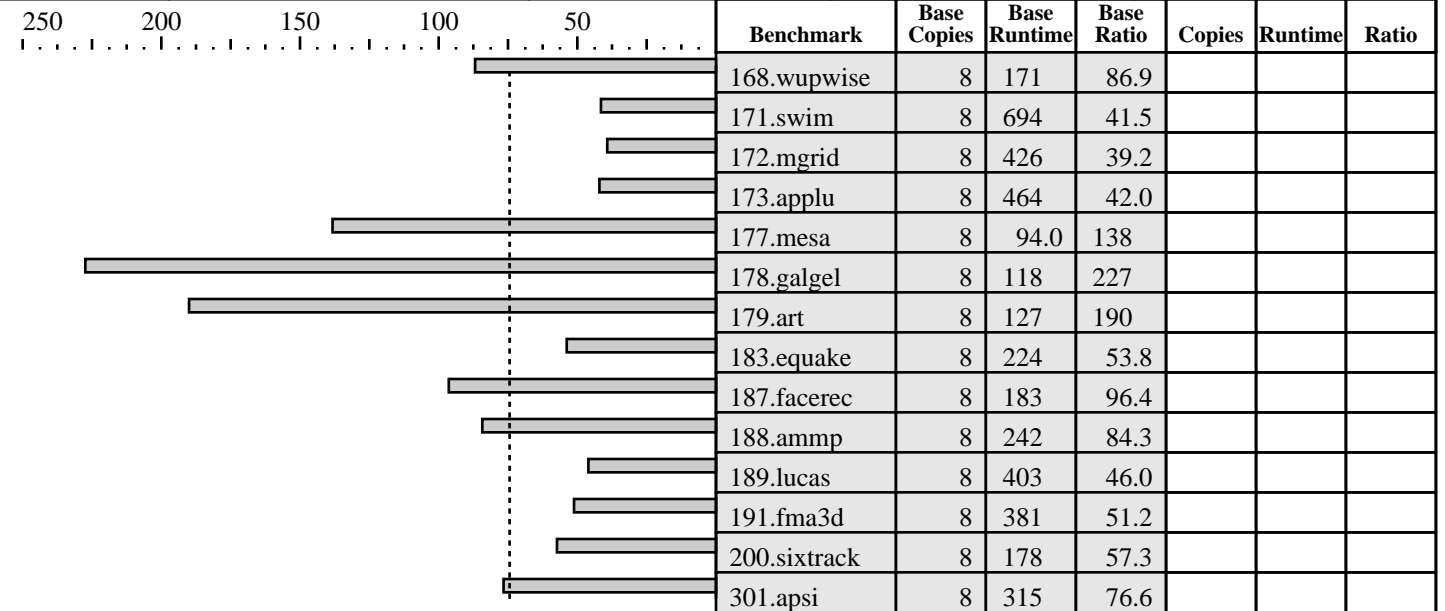 250 200 150 100 50
Benchmark Base Copies Base Runtime Base Ratio Copies Runtime Ratio
168.wupwise 8 171 86.9
171.swim 8 694 41.5
172.mgrid 8 426 39.2
173.applu 8 464 42.0
177.mesa 8 94.0 138
178.galgel 8 118 227
179.art 8 127 190
183.equake 8 224 53.8
187.facerec 8 183 96.4
188.ammp 8 242 84.3
189.lucas 8 403 46.0
191.fma3d 8 381 51.2
200.sixtrack 8 178 57.3
301.apsi 8 315 76.6